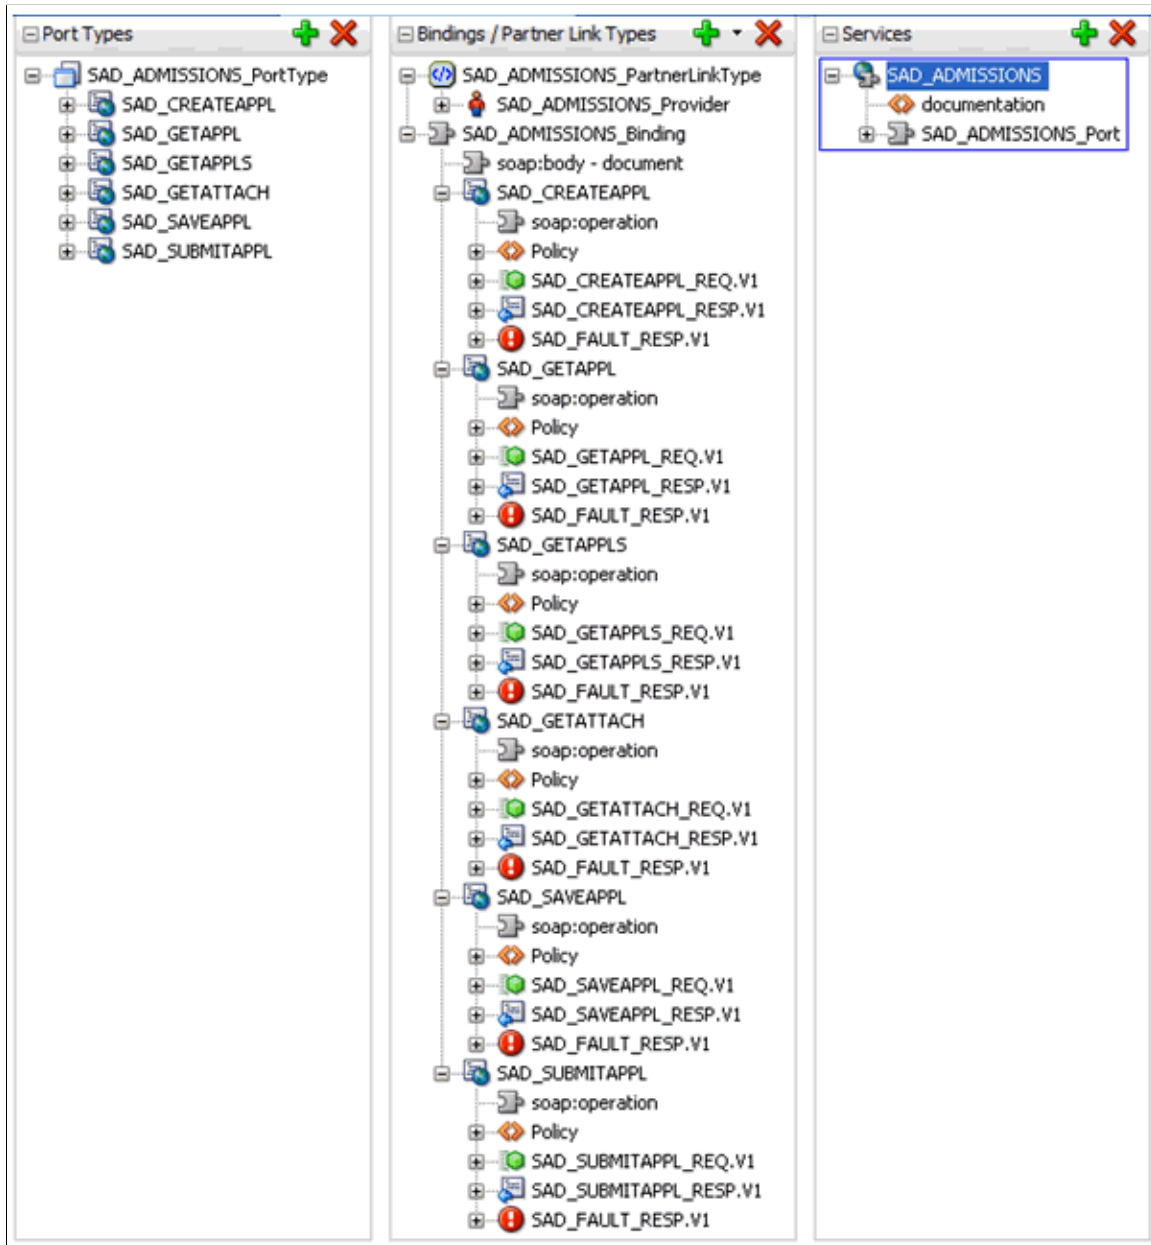 Port Types
SAD_ADMISSIONS_PortType
SAD_CREATEAPPL
SAD_GETAPPL
SAD_GETAPPLS
SAD_GETATTACH
SAD_SAVEAPPL
SAD_SUBMITAPPL
Bindings / Partner Link Types
SAD_ADMISSIONS_PartnerLinkType
SAD_ADMISSIONS_Provider
SAD_ADMISSIONS_Binding
soap:body - document
SAD_CREATEAPPL
soap:operation
Policy
SAD_CREATEAPPL_REQ.V1
SAD_CREATEAPPL_RESP.V1
SAD_FAULT_RESP.V1
SAD_GETAPPL
soap:operation
Policy
SAD_GETAPPL_REQ.V1
SAD_GETAPPL_RESP.V1
SAD_FAULT_RESP.V1
SAD_GETAPPLS
soap:operation
Policy
SAD_GETAPPLS_REQ.V1
SAD_GETAPPLS_RESP.V1
SAD_FAULT_RESP.V1
SAD_GETATTACH
soap:operation
Policy
SAD_GETATTACH_REQ.V1
SAD_GETATTACH_RESP.V1
SAD_FAULT_RESP.V1
SAD_SAVEAPPL
soap:operation
Policy
SAD_SAVEAPPL_REQ.V1
SAD_SAVEAPPL_RESP.V1
SAD_FAULT_RESP.V1
SAD_SUBMITAPPL
soap:operation
Policy
SAD_SUBMITAPPL_REQ.V1
SAD_SUBMITAPPL_RESP.V1
SAD_FAULT_RESP.V1
Services
SAD_ADMISSIONS
documentation
SAD_ADMISSIONS_Port